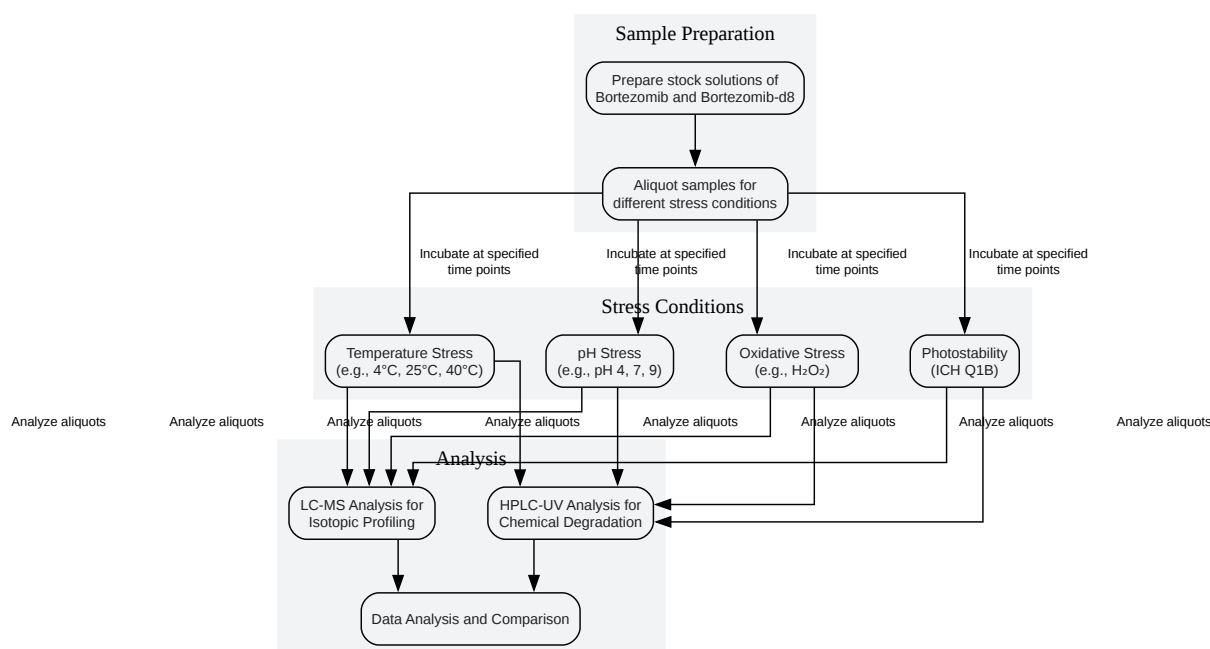 Sample Preparation
Prepare stock solutions of
Bortezomib and Bortezomib-d8
Aliquot samples for
different stress conditions
Incubate at specified
time points
Incubate at specified
time points
Incubate at specified
time points
Incubate at specified
time points
Stress Conditions
Temperature Stress
(e.g., 4°C, 25°C, 40°C)
pH Stress
(e.g., pH 4, 7, 9)
Oxidative Stress
(e.g., H₂O₂)
Photostability
(ICH Q1B)
Analyze aliquots
Analyze aliquots
Analyze aliquots
Analyze aliquots
Analyze aliquots
Analyze aliquots
Analyze aliquots
Analyze aliquots
Analysis
LC-MS Analysis for
Isotopic Profiling
HPLC-UV Analysis for
Chemical Degradation
Data Analysis and Comparison